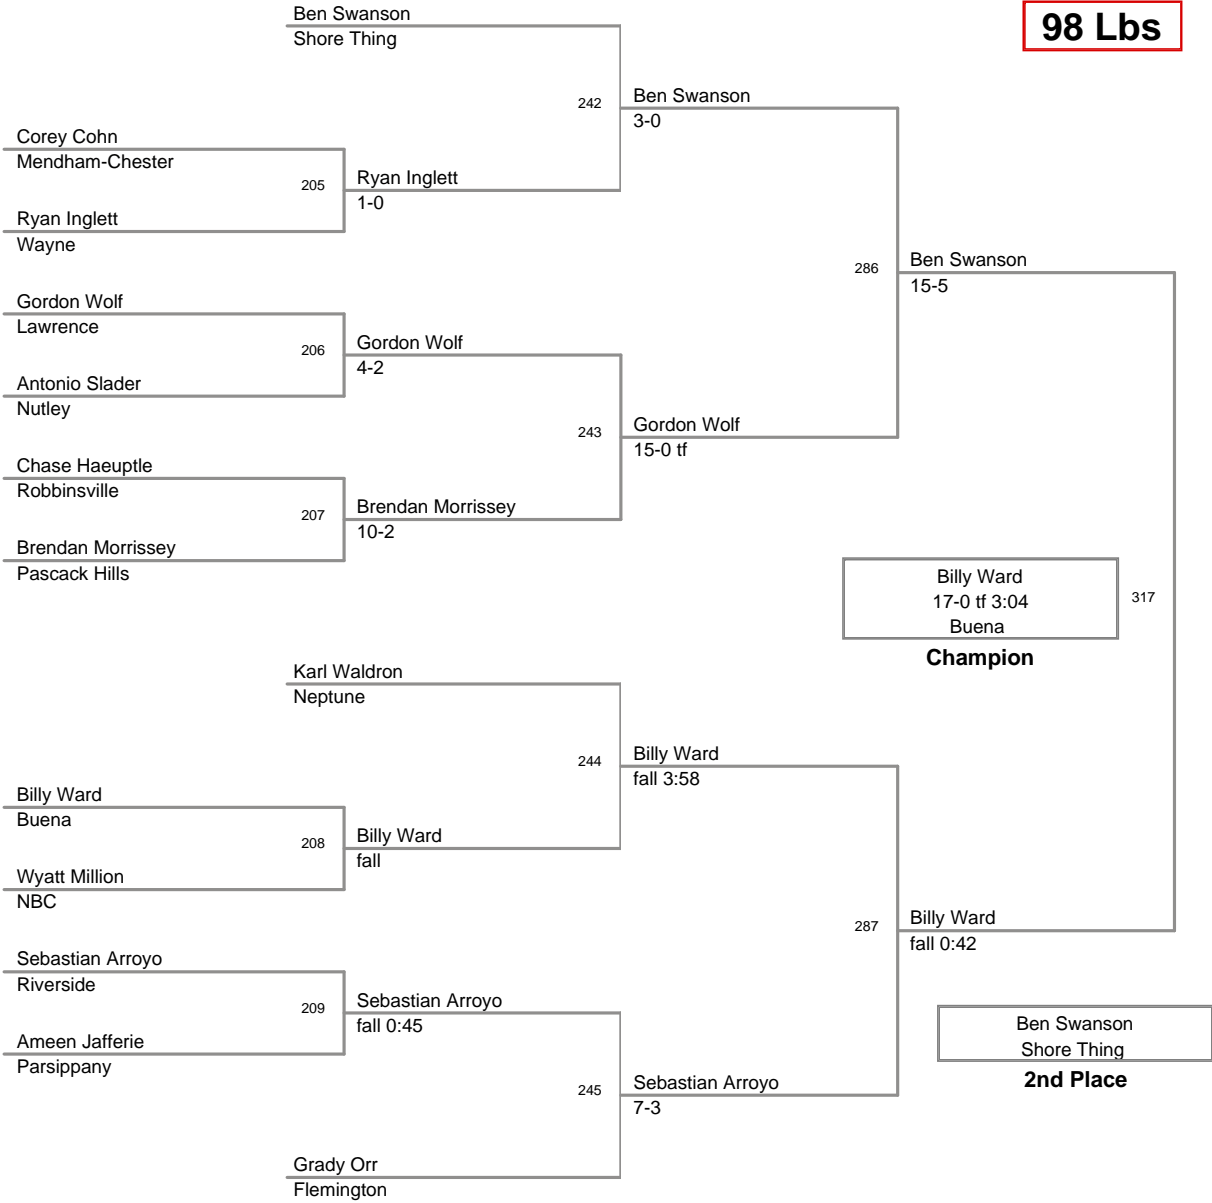 Ben Swanson
Shore Thing
98 Lbs
242
Ben Swanson
3-0
Corey Cohn
Mendham-Chester
205
Ryan Inglett
1-0
Ryan Inglett
Wayne
286
Ben Swanson
15-5
Gordon Wolf
Lawrence
206
Gordon Wolf
4-2
Antonio Slader
Nutley
243
Gordon Wolf
15-0 tf
Chase Haeuptle
Robbinsville
207
Brendan Morrissey
10-2
Brendan Morrissey
Pascack Hills
Billy Ward
17-0 tf 3:04
Buena
317
Champion
Karl Waldron
Neptune
244
Billy Ward
fall 3:58
Billy Ward
Buena
208
Billy Ward
fall
Wyatt Million
NBC
287
Billy Ward
fall 0:42
Sebastian Arroyo
Riverside
209
Sebastian Arroyo
fall 0:45
Ameen Jafferie
Parsippany
Ben Swanson
Shore Thing
2nd Place
245
Sebastian Arroyo
7-3
Grady Orr
Flemington